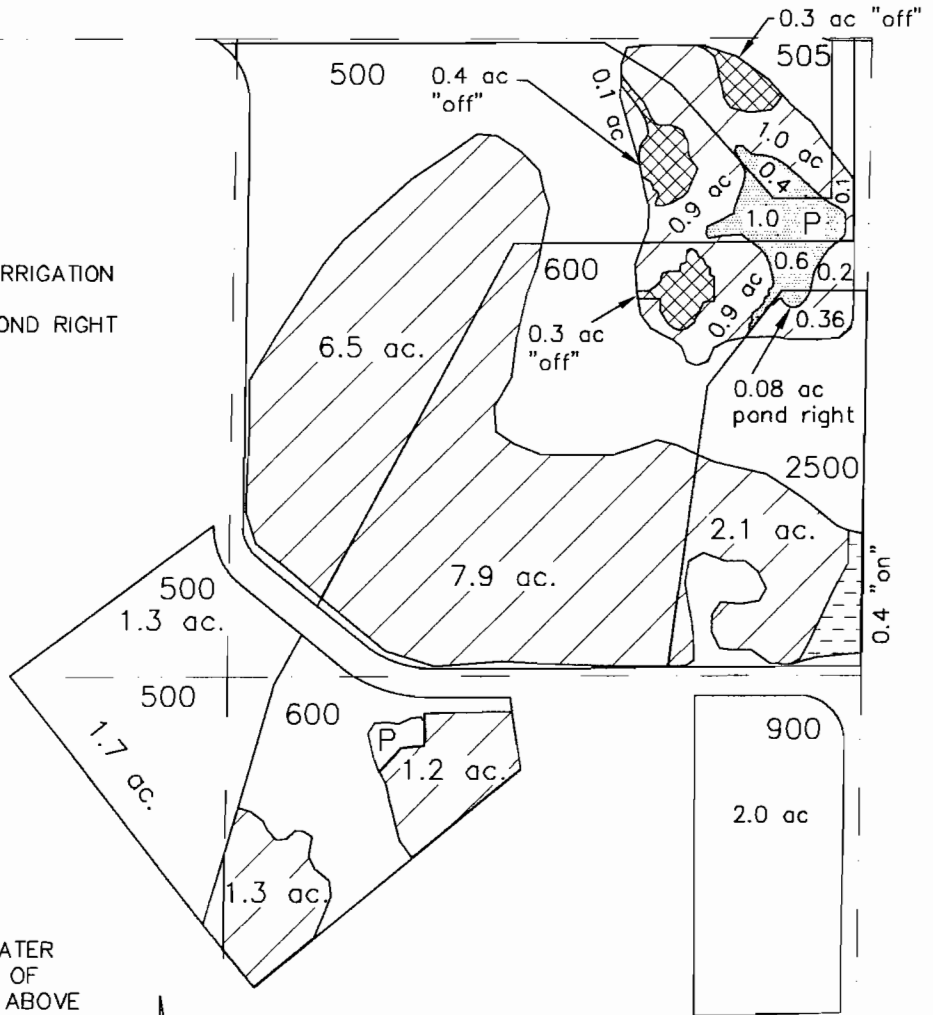 0.3 ac "off"
505
500
0.4 ac
"off"
0.1 ac
1.0 ac
0.4
0.1
0.9 ac
1.0
P
RRIGATION
600
0.6
0.2
OND RIGHT
0.3 ac
"off"
0.9 ac
0.36
6.5 ac.
0.08 ac
pond right
2500
2.1 ac.
7.9 ac.
0.4 "on"
500
1.3 ac.
500
600
1.7 ac.
P
1.2 ac.
900
2.0 ac
1.3 ac.
ATER
OF
ABOVE